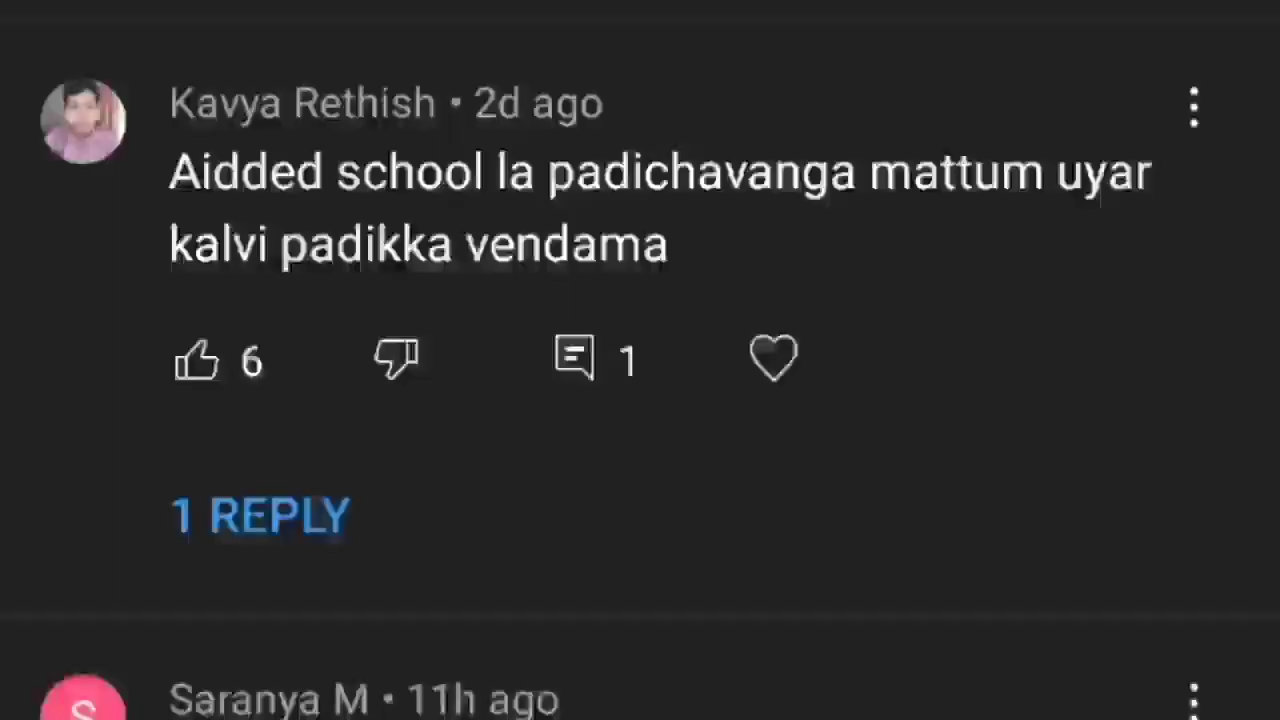 Kavya Rethish • 2d ago
Aidded school la padichavanga mattum uyar
kalvi padikka vendama
6 1
1 REPLY
S
Saranya M • 11h ago